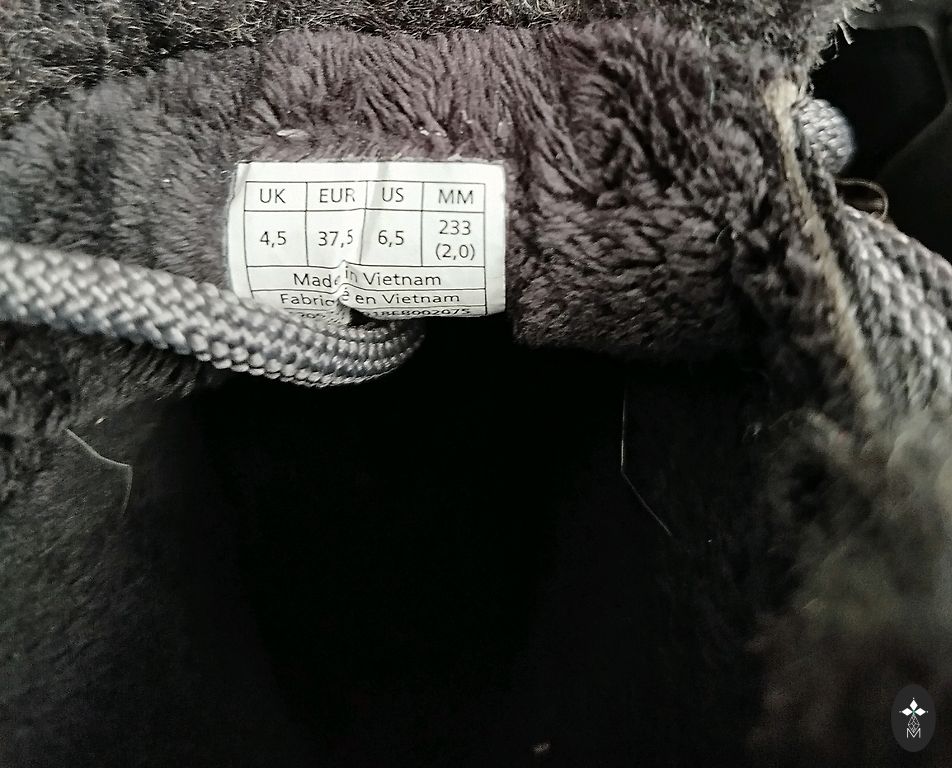 UK EUR US MM
4,5 37,5 6,5 233
(2,0)
Made in Vietnam
Fabriqué en Vietnam
M